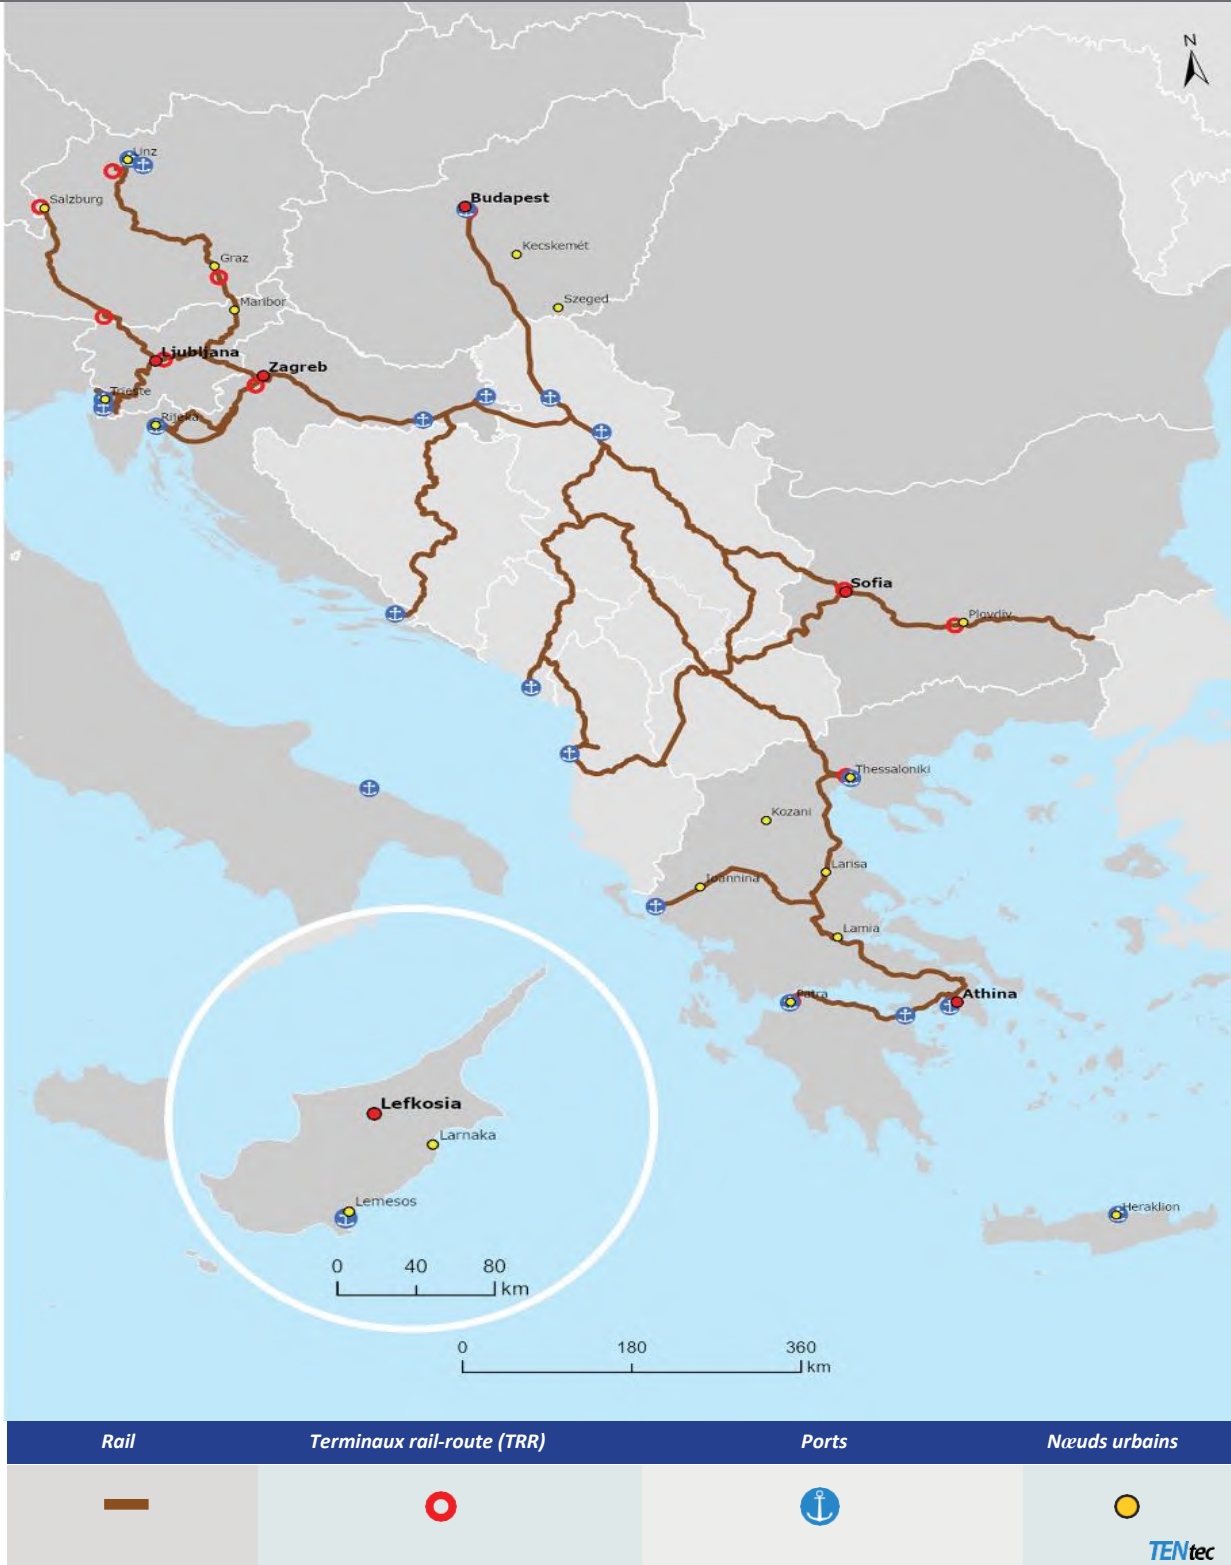 N
Linz
Salzburg
Budapest
Kecskemét
Graz
Szeged
Maribor
Ljubljana
Zagreb
Trieste
Rijeka
Sofia
Plovdiv
Thessaloniki
Kozani
Larisa
Ioannina
Lamia
Patra
Athina
Lefkosia
Larnaka
Lemesos
Heraklion
0 40 80
km
0 180 360
km
Rail Terminaux rail-route (TRR) Ports Nœuds urbains
TENtec